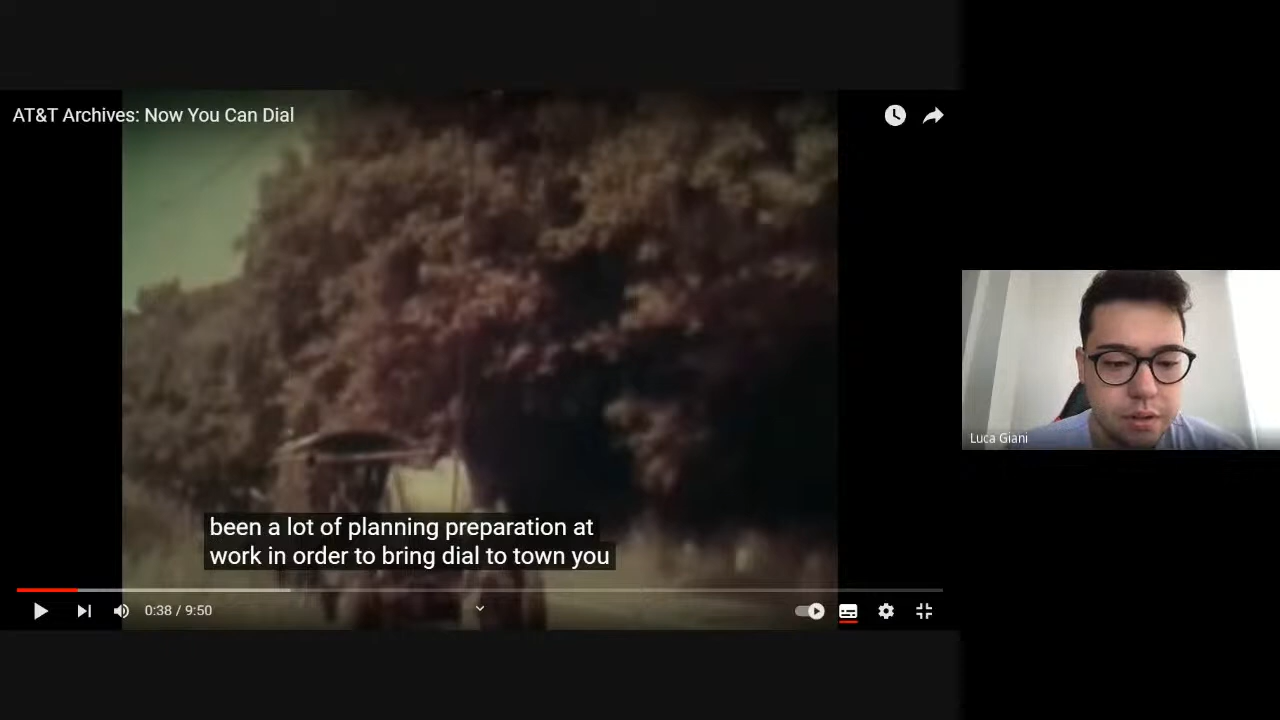 AT&T Archives: Now You Can Dial
been a lot of planning preparation at
work in order to bring dial to town you
0:38 / 9:50
Luca Giani